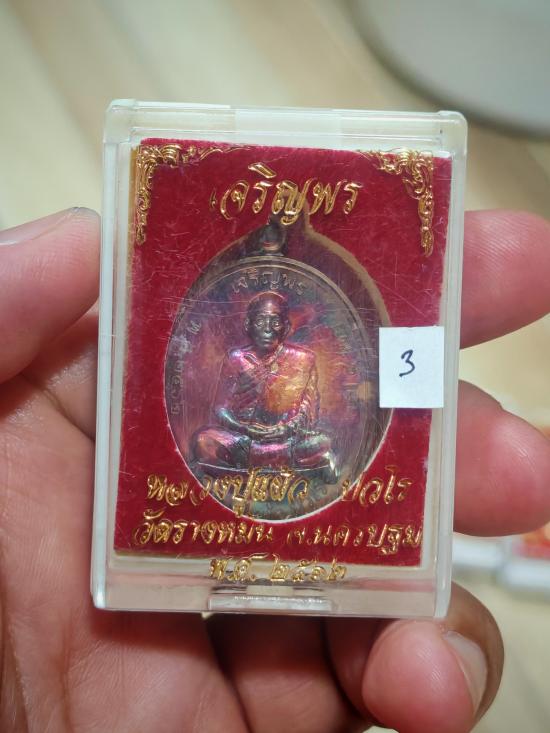 เจริญพร
เจริญพร
3
หลวงปู่แผ้ว ปวโร
วัดรางหมัน จ.นครปฐม
พ.ศ. ๒๕๖๒